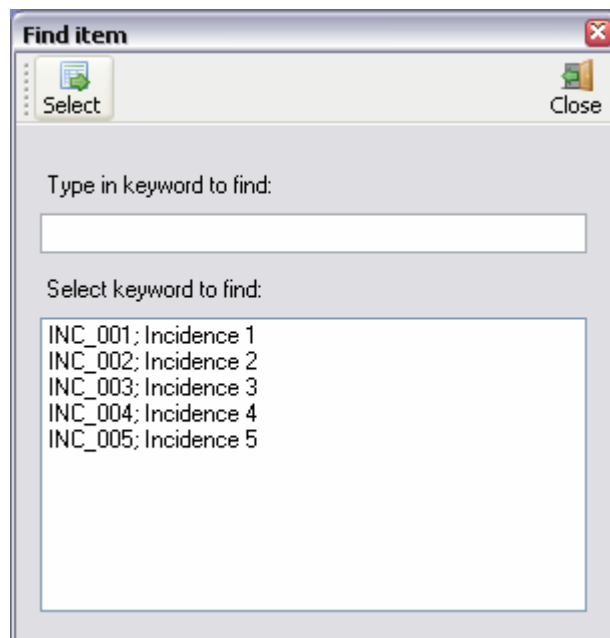 Find item
Select
Close
Type in keyword to find:
Select keyword to find:
INC_001; Incidence 1
INC_002; Incidence 2
INC_003; Incidence 3
INC_004; Incidence 4
INC_005; Incidence 5